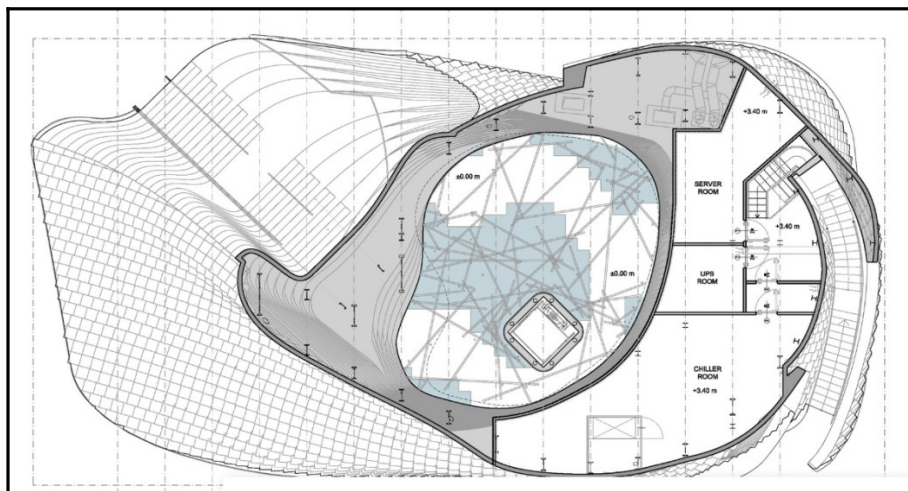 +3.40 m
±0.00 m
SERVER
ROOM
+3.40 m
±0.00 m
UPS
ROOM
CHILLER
ROOM
+3.40 m